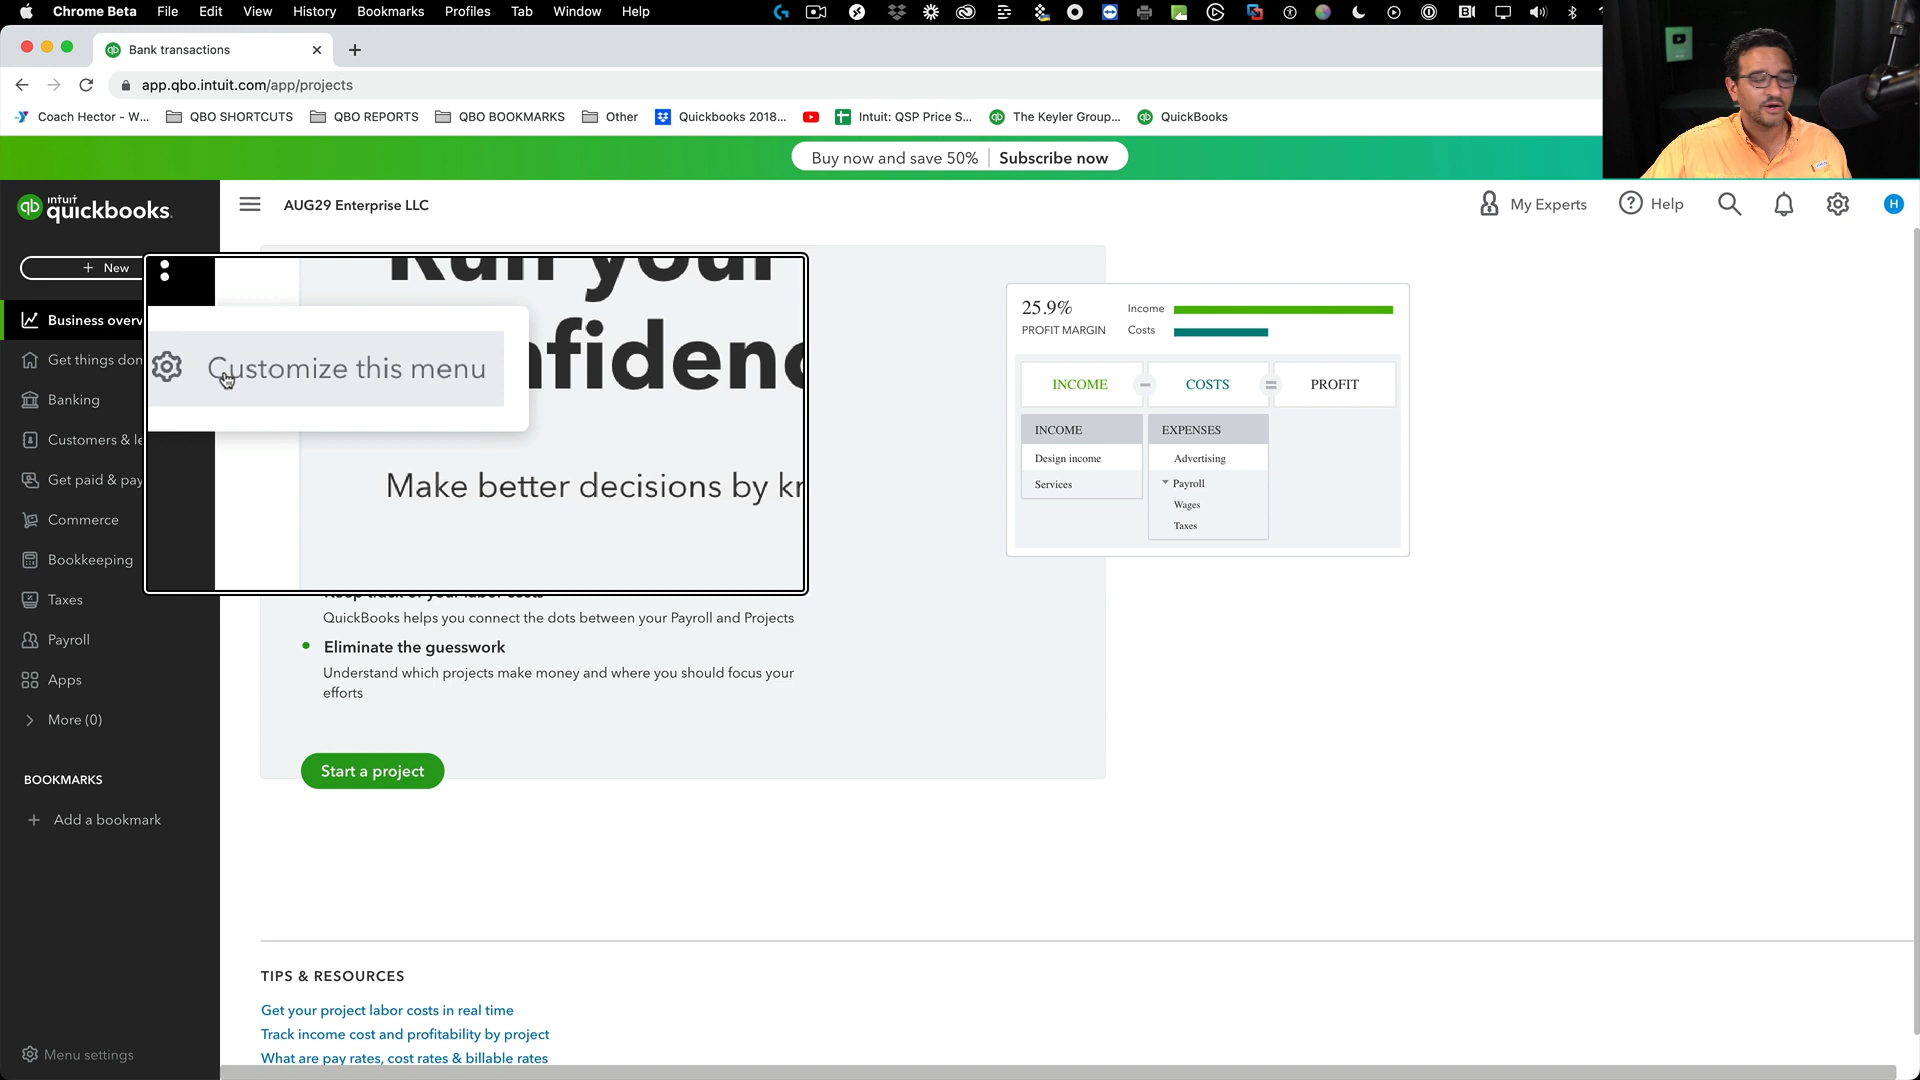 Chrome Beta File Edit View History Bookmarks Profiles Tab Window Help
Bank transactions
app.qbo.intuit.com/app/projects
Coach Hector - W... QBO SHORTCUTS QBO REPORTS QBO BOOKMARKS Other Quickbooks 2018... Intuit: QSP Price S... The Keyler Group... QuickBooks
Buy now and save 50% Subscribe now
intuit
quickbooks.
AUG29 Enterprise LLC
My Experts
Help
H
+ New
Business overv
Get things don
Banking
Customers & le
Get paid & pay
Commerce
Bookkeeping
Taxes
Payroll
Apps
More (0)
BOOKMARKS
+ Add a bookmark
Menu settings
Run your
Customize this menu
nfidenc
Make better decisions by kr
Keep track of your labor costs
QuickBooks helps you connect the dots between your Payroll and Projects
Eliminate the guesswork
Understand which projects make money and where you should focus your
efforts
Start a project
25.9%
PROFIT MARGIN
Income
Costs
INCOME − COSTS = PROFIT
INCOME
Design income
Services
EXPENSES
Advertising
Payroll
Wages
Taxes
TIPS & RESOURCES
Get your project labor costs in real time
Track income cost and profitability by project
What are pay rates, cost rates & billable rates